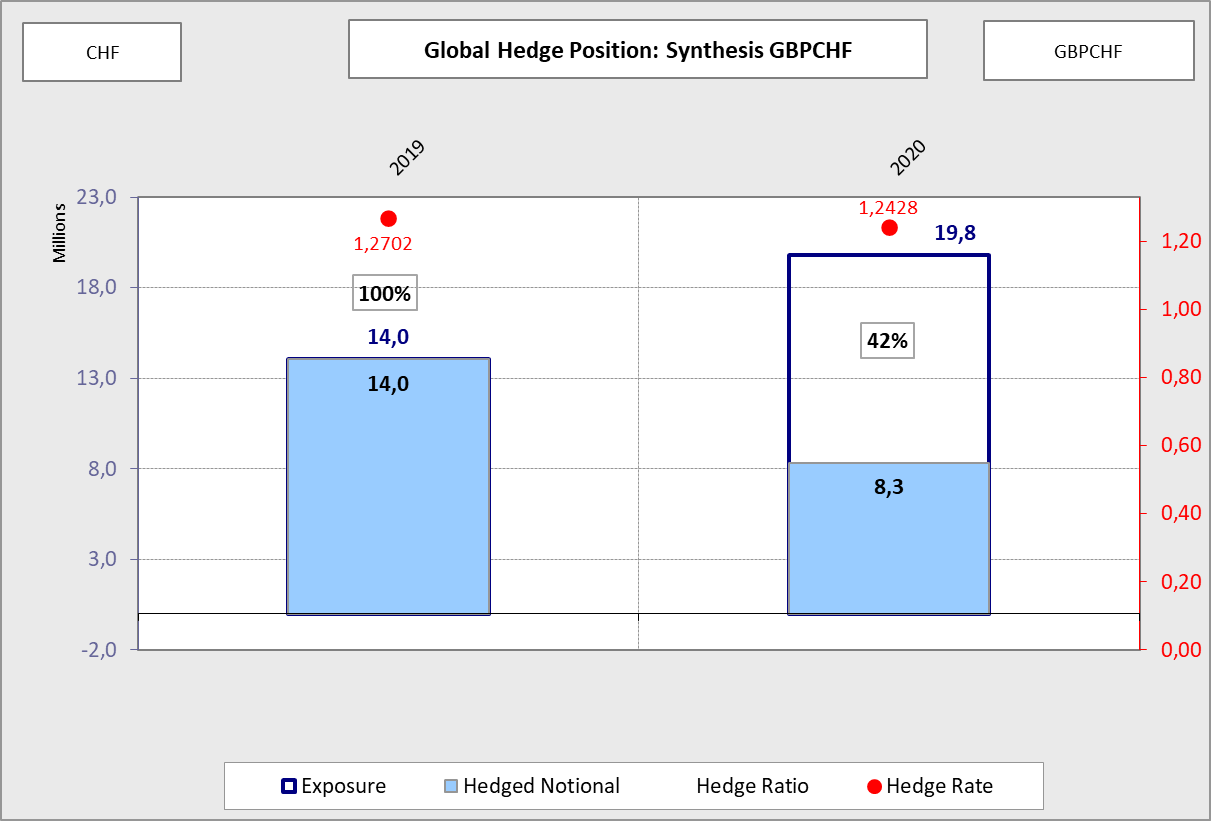 CHF
Global Hedge Position: Synthesis GBPCHF
GBPCHF
2019
2020
Millions
23,0
18,0
13,0
8,0
3,0
-2,0
1,2702
100%
14,0
14,0
1,2428
19,8
42%
8,3
1,20
1,00
0,80
0,60
0,40
0,20
0,00
Exposure
Hedged Notional
Hedge Ratio
Hedge Rate